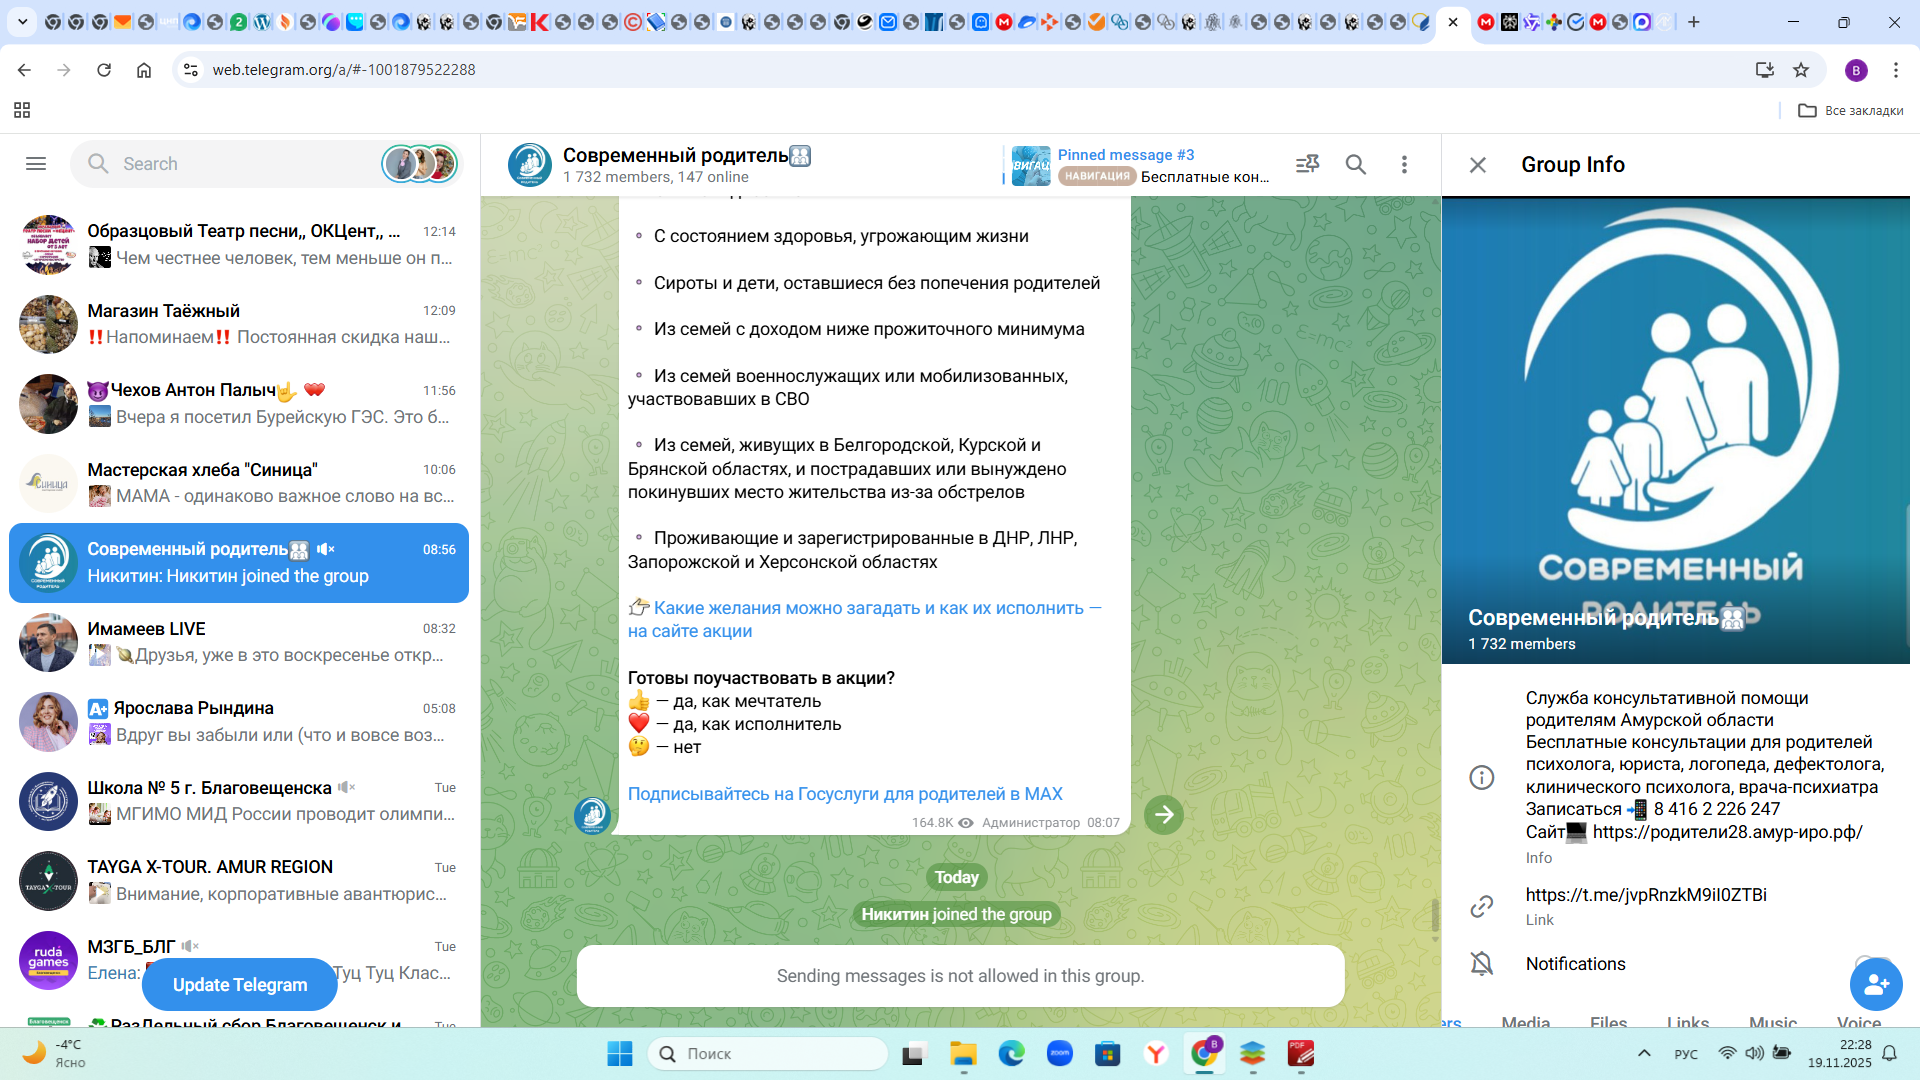 web.telegram.org/a/#-1001879522288
Все закладки
Search
Образцовый Театр песни,, ОКЦент,, ...
12:14
Чем честнее человек, тем меньше он п...
Магазин Таёжный
12:09
‼️Напоминаем‼️ Постоянная скидка наш...
😈Чехов Антон Палыч🤟 ❤️
11:56
Вчера я посетил Бурейскую ГЭС. Это б...
Мастерская хлеба "Синица"
10:06
МАМА - одинаково важное слово на вс...
Современный родитель
08:56
Никитин: Никитин joined the group
Имамеев LIVE
08:32
Друзья, уже в это воскресенье откр...
A+ Ярослава Рындина
05:08
Вдруг вы забыли или (что и вовсе воз...
Школа № 5 г. Благовещенска
Tue
МГИМО МИД России проводит олимпи...
TAYGA X-TOUR. AMUR REGION
Tue
Внимание, корпоративные авантюрис...
МЗГБ_БЛГ
Tue
Елена:
Туц Туц Клас...
Update Telegram
РазДельный сбор Благовещенск и
Tue
Современный родитель
1 732 members, 147 online
Pinned message #3
НАВИГАЦИЯ Бесплатные кон...
◦ С состоянием здоровья, угрожающим жизни
◦ Сироты и дети, оставшиеся без попечения родителей
◦ Из семей с доходом ниже прожиточного минимума
◦ Из семей военнослужащих или мобилизованных,
участвовавших в СВО
◦ Из семей, живущих в Белгородской, Курской и
Брянской областях, и пострадавших или вынуждено
покинувших место жительства из-за обстрелов
◦ Проживающие и зарегистрированные в ДНР, ЛНР,
Запорожской и Херсонской областях
👉 Какие желания можно загадать и как их исполнить —
на сайте акции
Готовы поучаствовать в акции?
👍 — да, как мечтатель
❤️ — да, как исполнитель
🤔 — нет
Подписывайтесь на Госуслуги для родителей в MAX
164.8K Администратор 08:07
Today
Никитин joined the group
Sending messages is not allowed in this group.
Group Info
СОВРЕМЕННЫЙ
РОДИТЕЛЬ
Современный родитель
1 732 members
Служба консультативной помощи
родителям Амурской области
Бесплатные консультации для родителей
психолога, юриста, логопеда, дефектолога,
клинического психолога, врача-психиатра
Записаться 📲 8 416 2 226 247
Сайт💻 https://родители28.амур-иро.рф/
Info
https://t.me/jvpRnzkM9iI0ZTBi
Link
Notifications
ers Media Files Links Music Voice
-4°C
Ясно
Поиск
РУС
22:28
19.11.2025